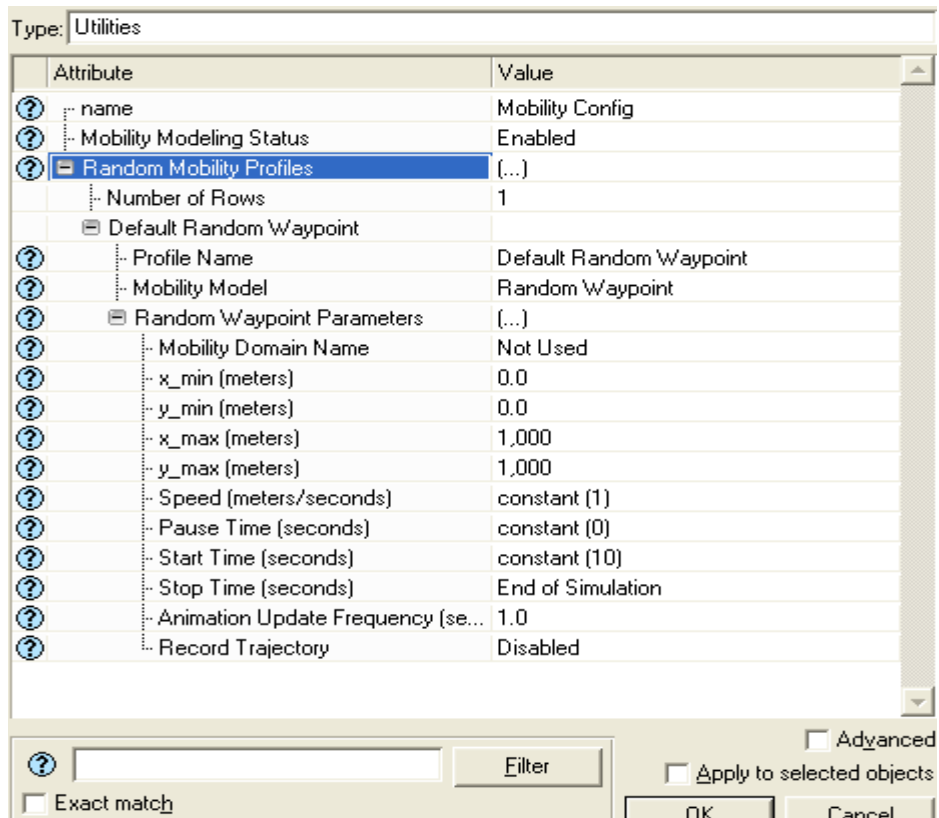 Type: Utilities
Attribute Value
name Mobility Config
Mobility Modeling Status Enabled
Random Mobility Profiles (...)
Number of Rows 1
Default Random Waypoint
Profile Name Default Random Waypoint
Mobility Model Random Waypoint
Random Waypoint Parameters (...)
Mobility Domain Name Not Used
x_min (meters) 0.0
y_min (meters) 0.0
x_max (meters) 1,000
y_max (meters) 1,000
Speed (meters/seconds) constant (1)
Pause Time (seconds) constant (0)
Start Time (seconds) constant (10)
Stop Time (seconds) End of Simulation
Animation Update Frequency (se... 1.0
Record Trajectory Disabled
Advanced
Filter
Apply to selected objects
Exact match
OK Cancel